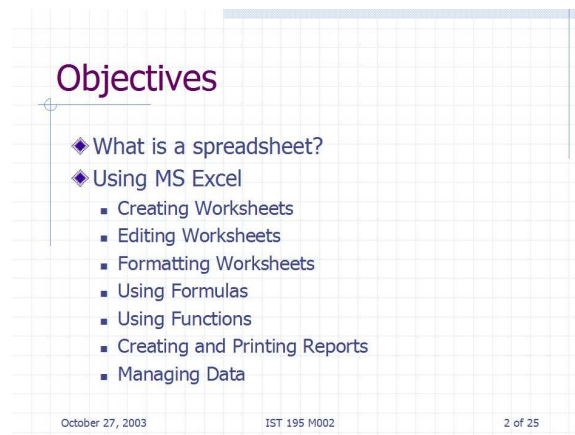 Objectives
What is a spreadsheet?
Using MS Excel
Creating Worksheets
Editing Worksheets
Formatting Worksheets
Using Formulas
Using Functions
Creating and Printing Reports
Managing Data
October 27, 2003 IST 195 M002 2 of 25